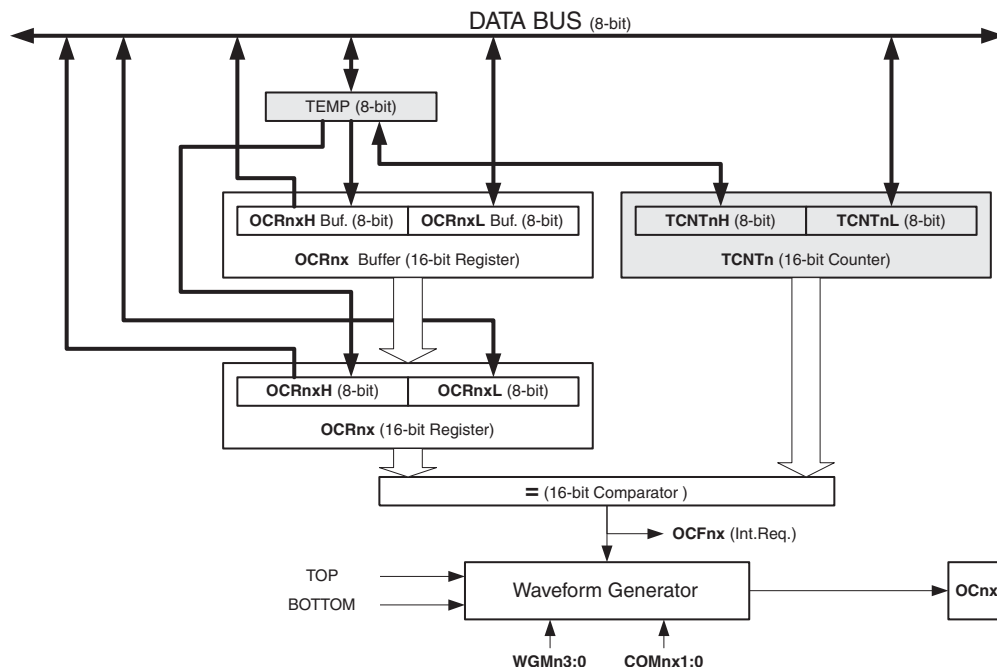 DATA BUS (8-bit)
TEMP (8-bit)
OCRnxH Buf. (8-bit) OCRnxL Buf. (8-bit)
OCRnx Buffer (16-bit Register)
TCNTnH (8-bit) TCNTnL (8-bit)
TCNTn (16-bit Counter)
OCRnxH (8-bit) OCRnxL (8-bit)
OCRnx (16-bit Register)
= (16-bit Comparator )
OCFnx (Int.Req.)
TOP
BOTTOM
Waveform Generator
OCnx
WGMn3:0 COMnx1:0